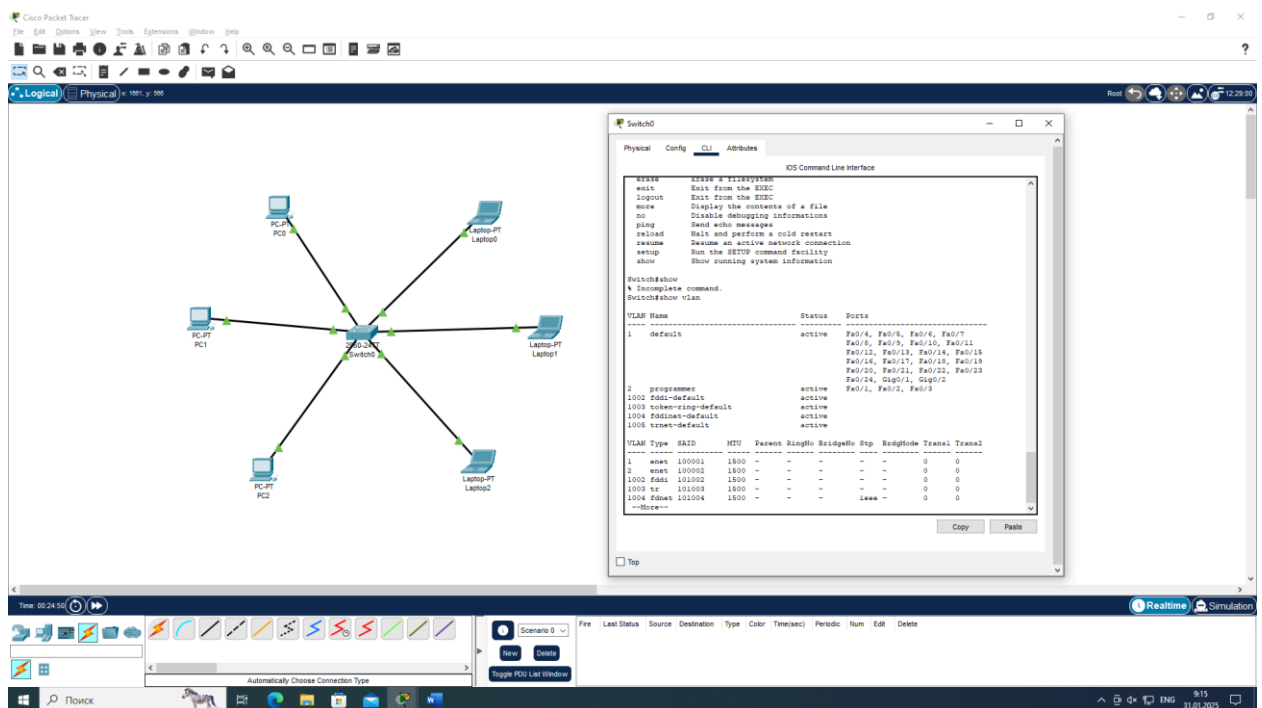 Cisco Packet Tracer
File Edit Options View Tools Extensions Window Help
?
Logical Physical x: 1661, y: 566 Root 12:29:00
PC-PT
PC0
Laptop-PT
Laptop0
PC-PT
PC1
Switch0
Laptop-PT
Laptop1
PC-PT
PC2
Laptop-PT
Laptop2
Switch0
Physical Config CLI Attributes
IOS Command Line Interface
erase Erase a filesystem
exit Exit from the EXEC
logout Exit from the EXEC
more Display the contents of a file
no Disable debugging informations
ping Send echo messages
reload Halt and perform a cold restart
resume Resume an active network connection
setup Run the SETUP command facility
show Show running system information
Switch#show
% Incomplete command.
Switch#show vlan
VLAN Name Status Ports
---- -------------------------------- --------- -------------------------------
1 default active Fa0/4, Fa0/5, Fa0/6, Fa0/7
Fa0/8, Fa0/9, Fa0/10, Fa0/11
Fa0/12, Fa0/13, Fa0/14, Fa0/15
Fa0/16, Fa0/17, Fa0/18, Fa0/19
Fa0/20, Fa0/21, Fa0/22, Fa0/23
Fa0/24, Gig0/1, Gig0/2
2 programmer active Fa0/1, Fa0/2, Fa0/3
1002 fddi-default active
1003 token-ring-default active
1004 fddinet-default active
1005 trnet-default active
VLAN Type SAID MTU Parent RingNo BridgeNo Stp BrdgMode Trans1 Trans2
---- ----- ---------- ----- ------ ------ -------- ---- -------- ------ ------
1 enet 100001 1500 - - - - - 0 0
2 enet 100002 1500 - - - - - 0 0
1002 fddi 101002 1500 - - - - - 0 0
1003 tr 101003 1500 - - - - - 0 0
1004 fdnet 101004 1500 - - - ieee - 0 0
--More--
Copy Paste
Top
Time: 00:24:50 Realtime Simulation
Scenario 0
New Delete
Toggle PDU List Window
Fire Last Status Source Destination Type Color Time(sec) Periodic Num Edit Delete
Automatically Choose Connection Type
Поиск
ENG
9:15
31.01.2025